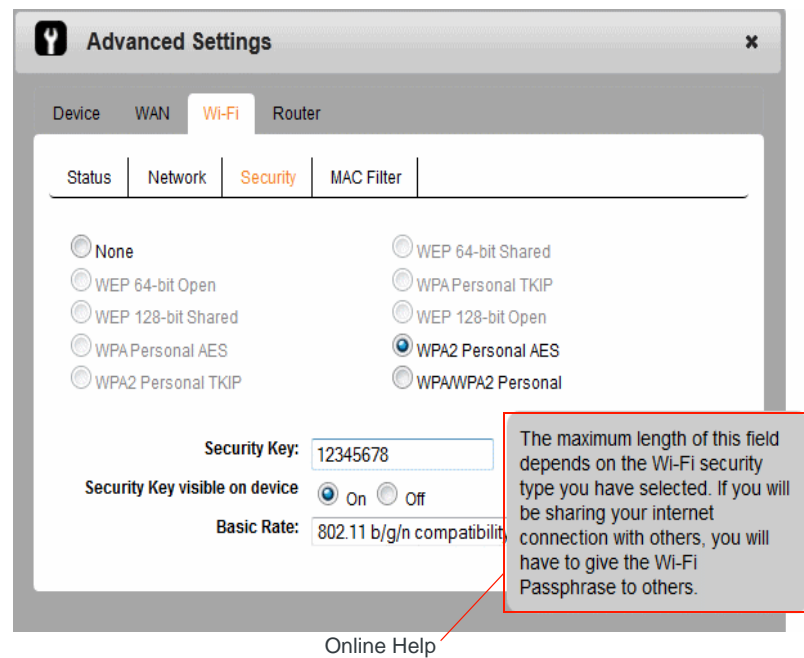 Advanced Settings
Device WAN Wi-Fi Router
Status Network Security MAC Filter
None WEP 64-bit Shared
WEP 64-bit Open WPA Personal TKIP
WEP 128-bit Shared WEP 128-bit Open
WPA Personal AES WPA2 Personal AES
WPA2 Personal TKIP WPA/WPA2 Personal
Security Key: 12345678
Security Key visible on device On Off
Basic Rate: 802.11 b/g/n compatibility
The maximum length of this field
depends on the Wi-Fi security
type you have selected. If you will
be sharing your internet
connection with others, you will
have to give the Wi-Fi
Passphrase to others.
Online Help